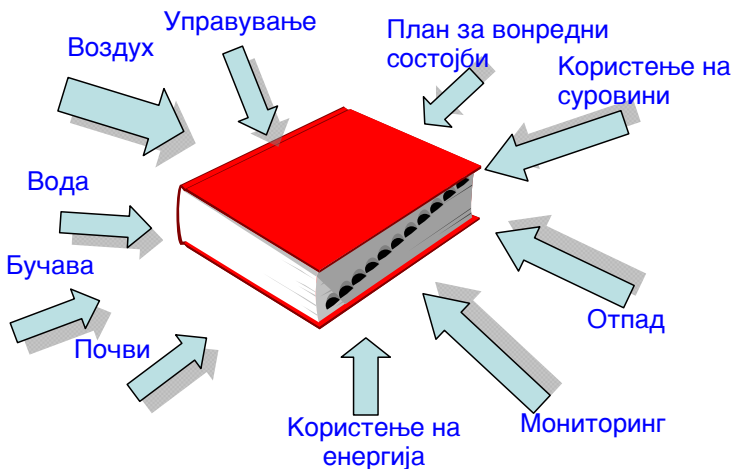 Управување
Воздух
План за вонредни
состојби
Користење на
суровини
Вода
Бучава
Почви
Отпад
Мониторинг
Користење на
енергија